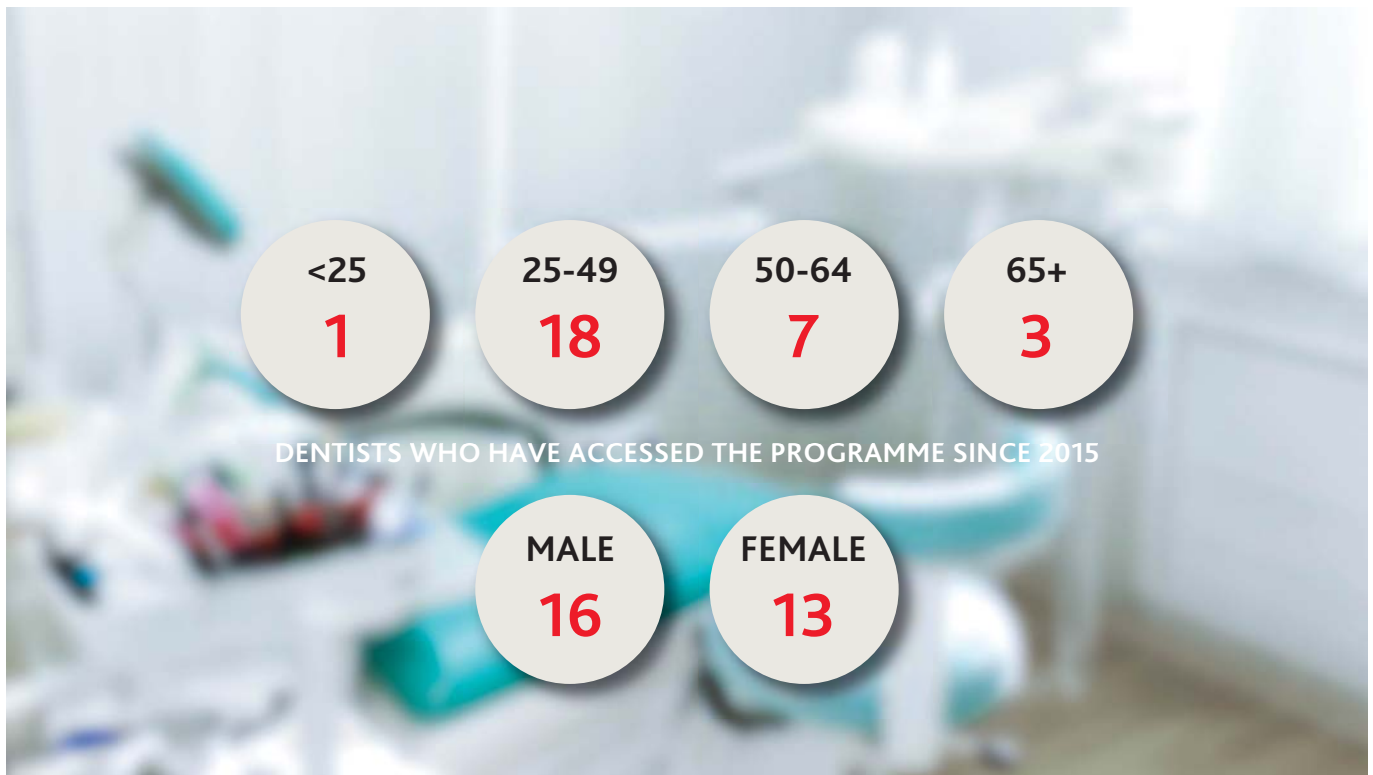 <25 25-49 50-64 65+
1 18 7 3
DENTISTS WHO HAVE ACCESSED THE PROGRAMME SINCE 2015
MALE FEMALE
16 13